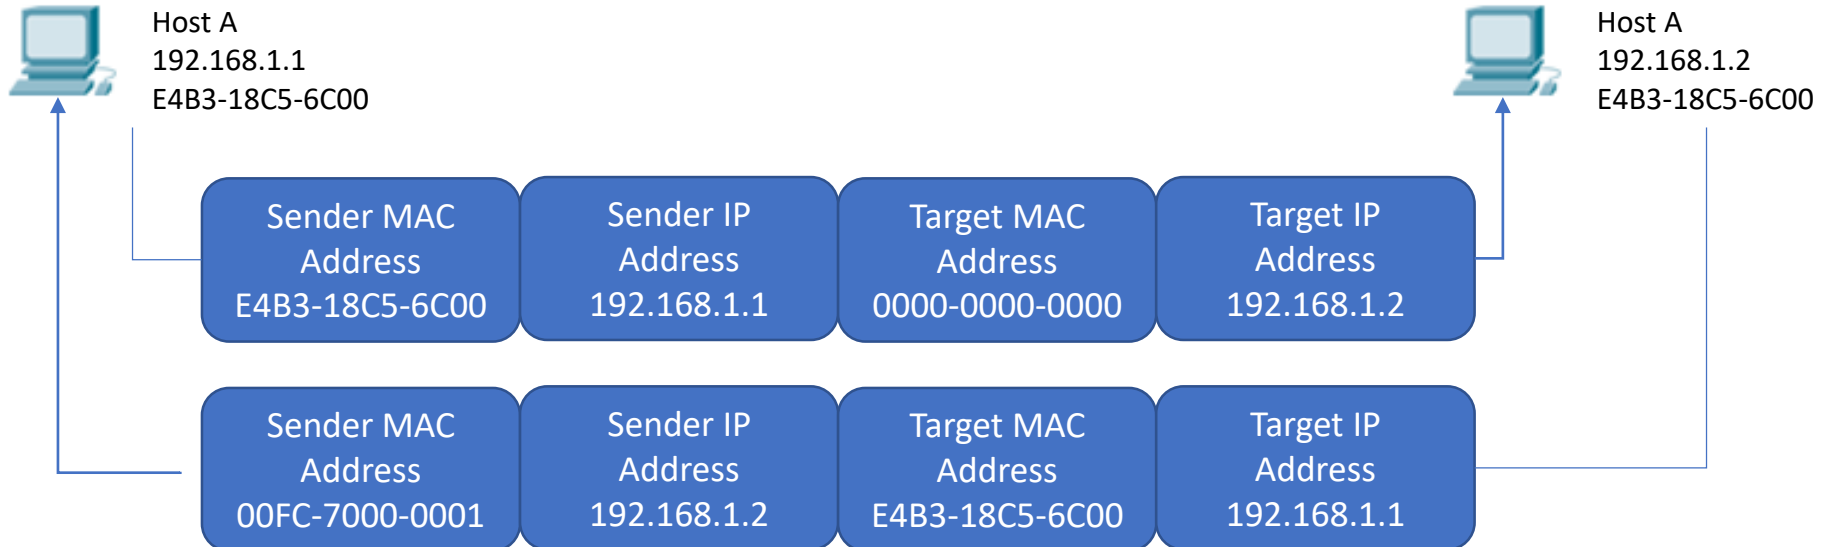 Host A
192.168.1.1
E4B3-18C5-6C00
Host A
192.168.1.2
E4B3-18C5-6C00
Sender MAC
Address
E4B3-18C5-6C00
Sender IP
Address
192.168.1.1
Target MAC
Address
0000-0000-0000
Target IP
Address
192.168.1.2
Sender MAC
Address
00FC-7000-0001
Sender IP
Address
192.168.1.2
Target MAC
Address
E4B3-18C5-6C00
Target IP
Address
192.168.1.1